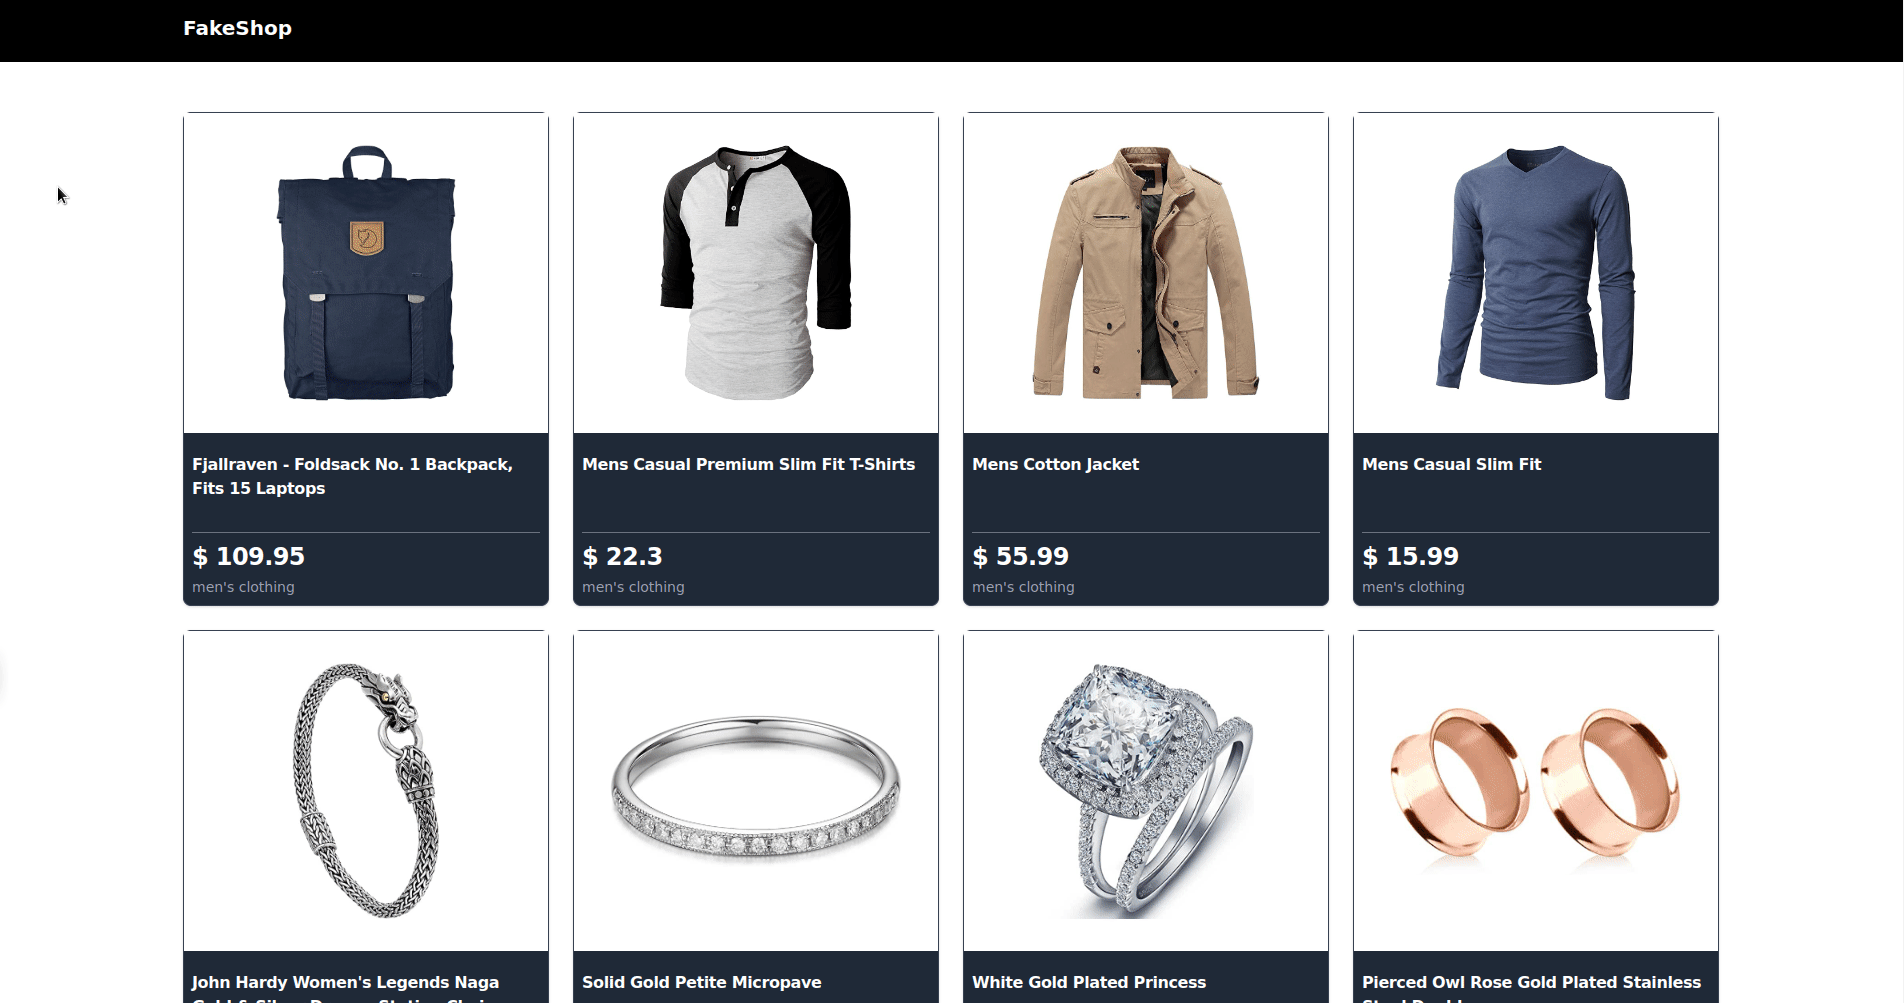 FakeShop
Fjallraven - Foldsack No. 1 Backpack,
Fits 15 Laptops
$ 109.95
men's clothing
Mens Casual Premium Slim Fit T-Shirts
$ 22.3
men's clothing
Mens Cotton Jacket
$ 55.99
men's clothing
Mens Casual Slim Fit
$ 15.99
men's clothing
John Hardy Women's Legends Naga
Solid Gold Petite Micropave
White Gold Plated Princess
Pierced Owl Rose Gold Plated Stainless